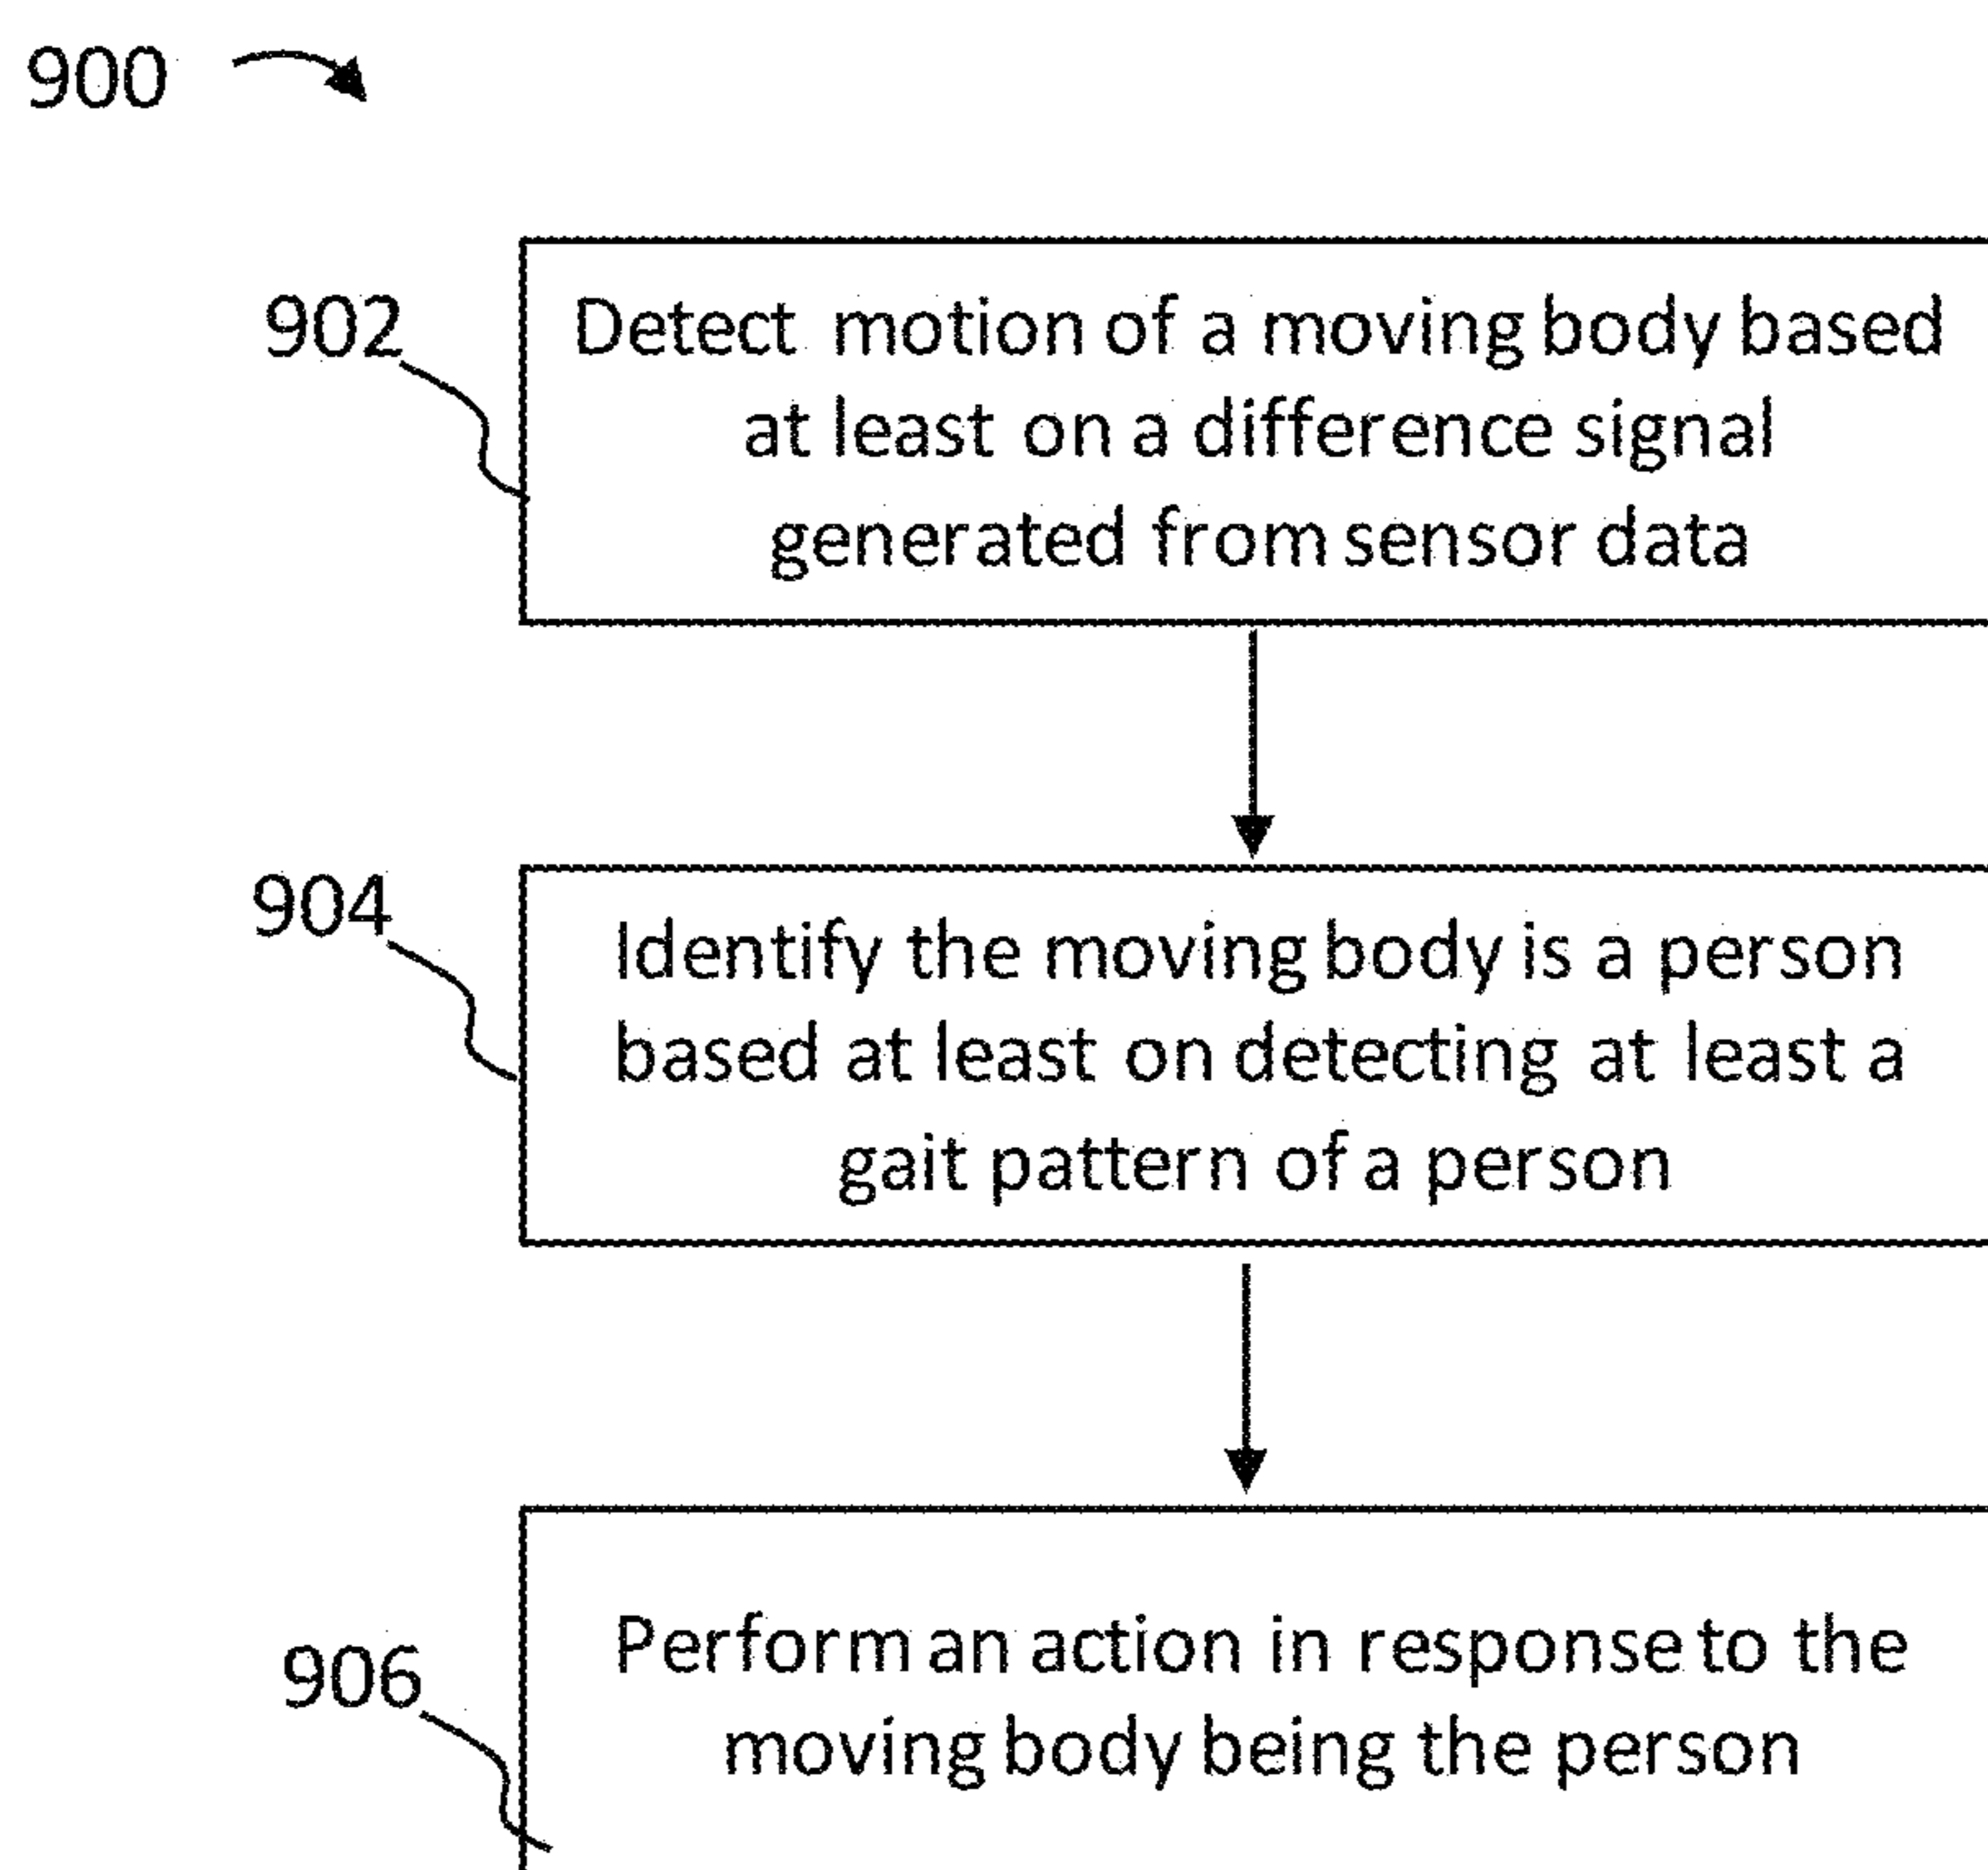 900
902
Detect motion of a moving body based
at least on a difference signal
generated from sensor data
904
Identify the moving body is a person
based at least on detecting at least a
gait pattern of a person
906
Perform an action in response to the
moving body being the person